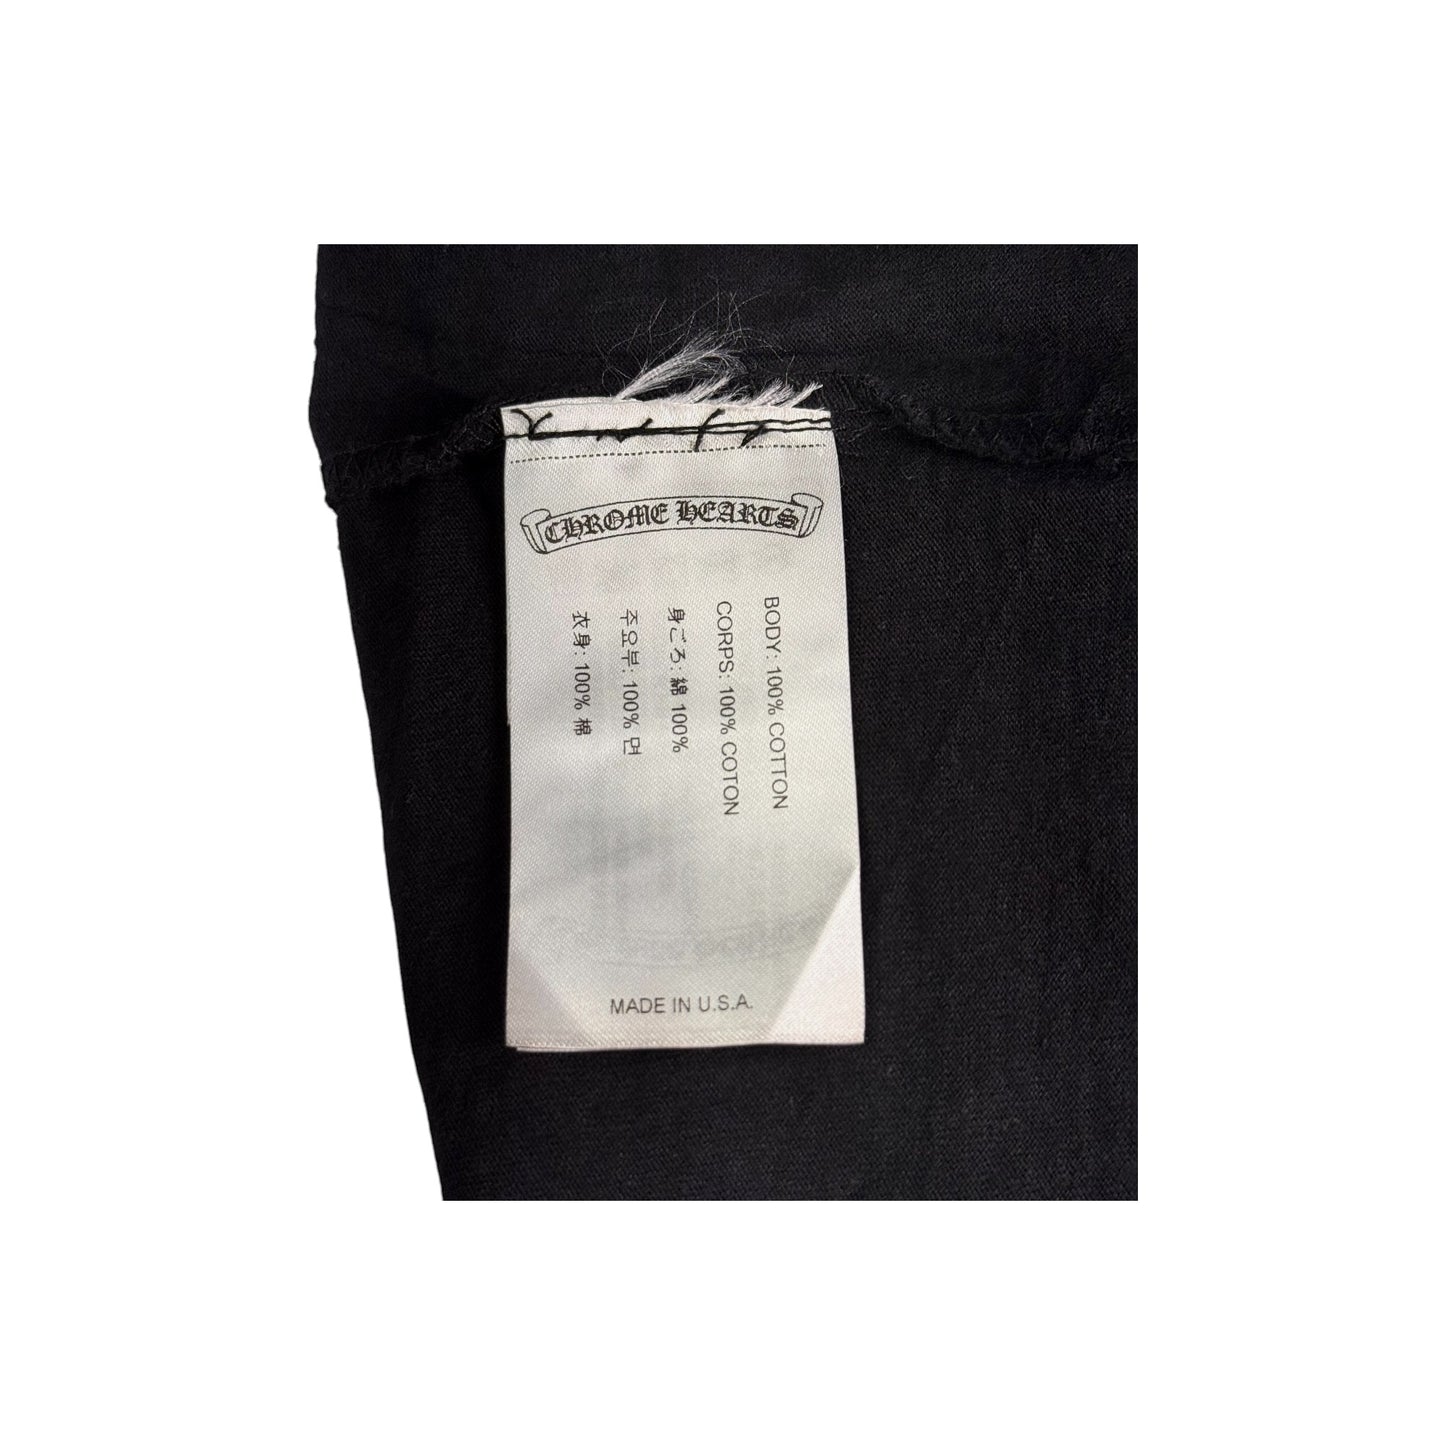 CHROME HEARTS
BODY: 100% COTTON
CORPS: 100% COTON
身ごろ: 綿 100%
주요부: 100% 면
衣身: 100% 棉
MADE IN U.S.A.